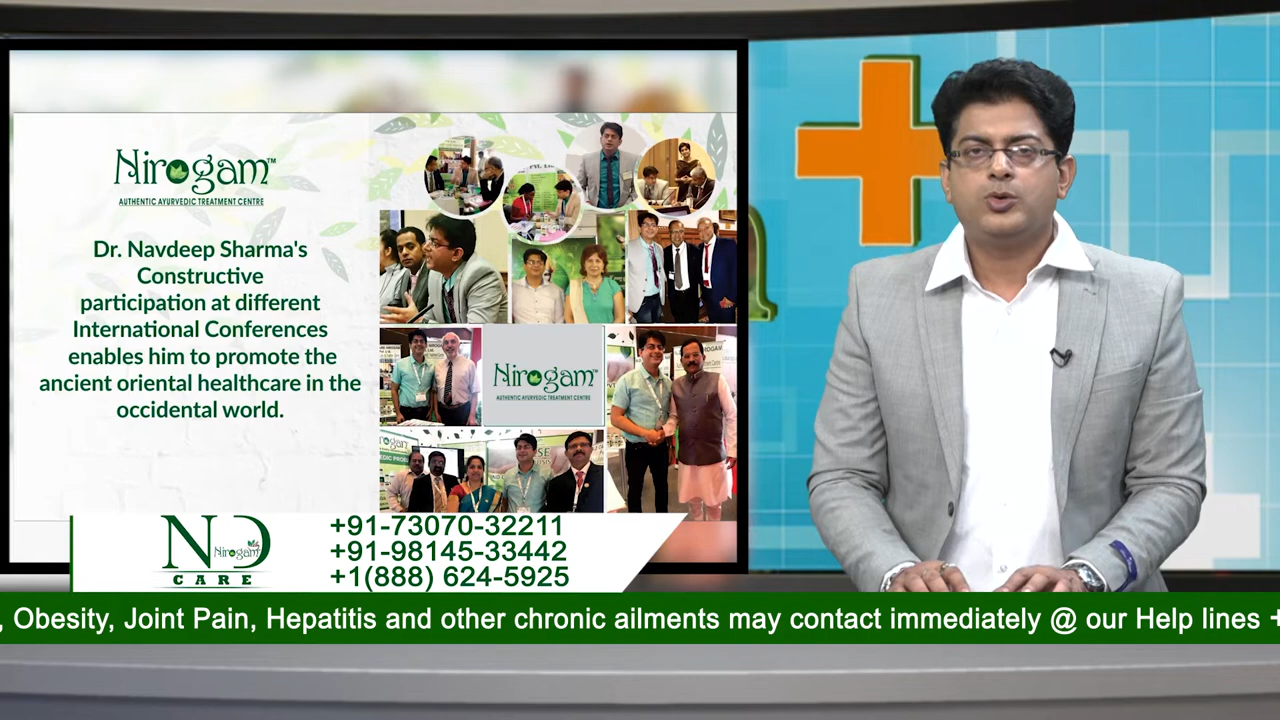 Nirogam™
AUTHENTIC AYURVEDIC TREATMENT CENTRE
Dr. Navdeep Sharma's
Constructive
participation at different
International Conferences
enables him to promote the
ancient oriental healthcare in the
occidental world.
Nirogam™
AUTHENTIC AYURVEDIC TREATMENT CENTRE
ND
Nirogam
CARE
+91-73070-32211
+91-98145-33442
+1(888) 624-5925
, Obesity, Joint Pain, Hepatitis and other chronic ailments may contact immediately @ our Help lines +